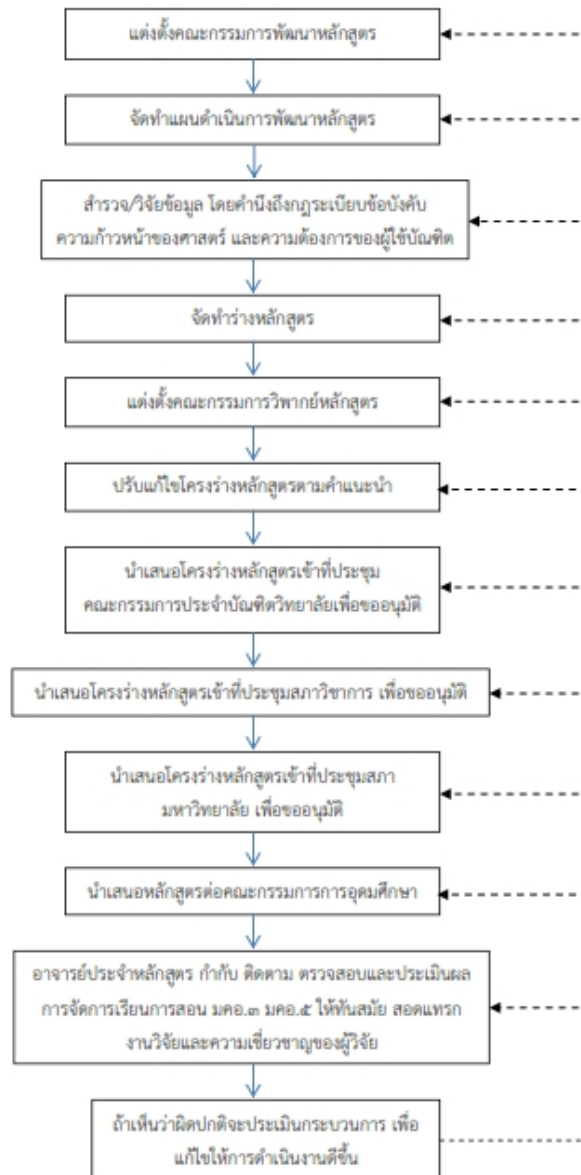 แต่งตั้งคณะกรรมการพัฒนาหลักสูตร
จัดทำแผนดำเนินการพัฒนาหลักสูตร
สำรวจ/วิจัยข้อมูล โดยคำนึงถึงกฎระเบียบข้อบังคับ
ความก้าวหน้าของศาสตร์ และความต้องการของผู้ใช้บัณฑิต
จัดทำร่างหลักสูตร
แต่งตั้งคณะกรรมการวิพากย์หลักสูตร
ปรับแก้ไขโครงร่างหลักสูตรตามคำแนะนำ
นำเสนอโครงร่างหลักสูตรเข้าที่ประชุม
คณะกรรมการประจำบัณฑิตวิทยาลัยเพื่อขออนุมัติ
นำเสนอโครงร่างหลักสูตรเข้าที่ประชุมสภาวิชาการ เพื่อขออนุมัติ
นำเสนอโครงร่างหลักสูตรเข้าที่ประชุมสภา
มหาวิทยาลัย เพื่อขออนุมัติ
นำเสนอหลักสูตรต่อคณะกรรมการการอุดมศึกษา
อาจารย์ประจำหลักสูตร กำกับ ติดตาม ตรวจสอบและประเมินผล
การจัดการเรียนการสอน มคอ.๓ มคอ.๕ ให้ทันสมัย สอดแทรก
งานวิจัยและความเชี่ยวชาญของผู้วิจัย
ถ้าเห็นว่าผิดปกติจะประเมินกระบวนการ เพื่อ
แก้ไขให้การดำเนินงานดีขึ้น